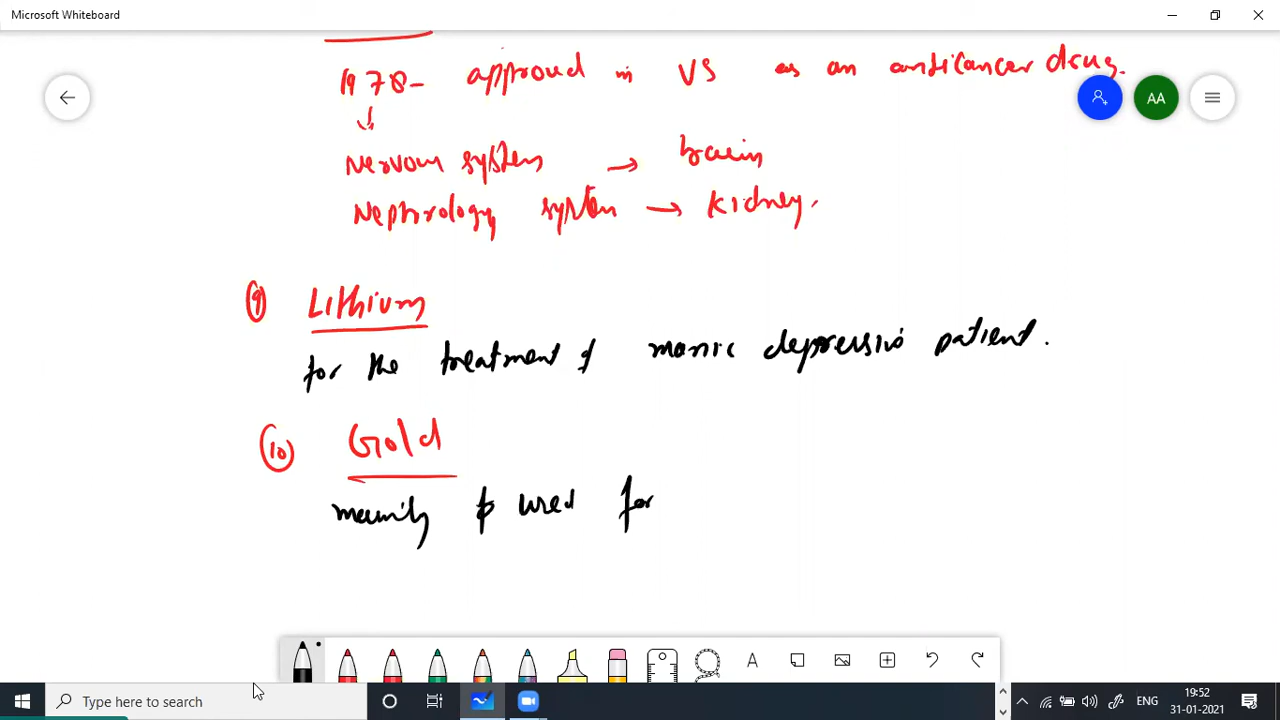 Microsoft Whiteboard
1978- approved in US as an anticancer drug.
Nervous system → brain
Nephrology system → kidney.
AA
⑨ Lithium
for the treatment of manic depressive patient.
⑩ Gold
mainly used for
A
Type here to search
ENG
19:52
31-01-2021